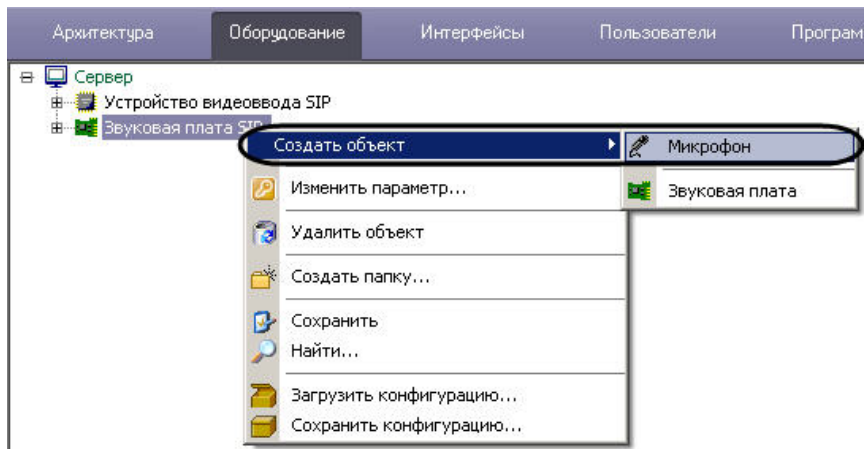 Архитектура Оборудование Интерфейсы Пользователи Програм
Сервер
Устройство видеоввода SIP
Звуковая плата SIP
Создать объект Микрофон
Изменить параметр... Звуковая плата
Удалить объект
Создать папку...
Сохранить
Найти...
Загрузить конфигурацию...
Сохранить конфигурацию...